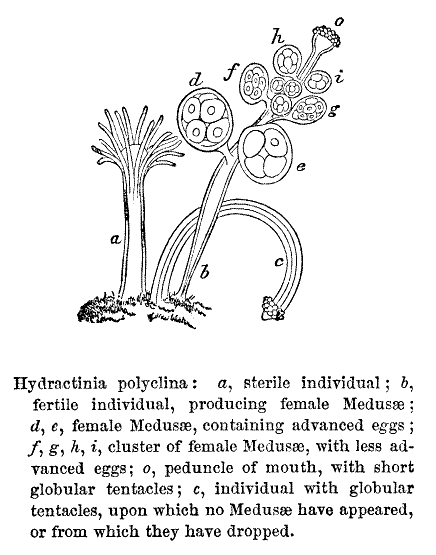 o
h
d
f
i
g
e
a
b
c
Hydractinia polyclina: a, sterile individual; b,
fertile individual, producing female Medusæ;
d, e, female Medusæ, containing advanced eggs;
f, g, h, i, cluster of female Medusæ, with less ad-
vanced eggs; o, peduncle of mouth, with short
globular tentacles; c, individual with globular
tentacles, upon which no Medusæ have appeared,
or from which they have dropped.